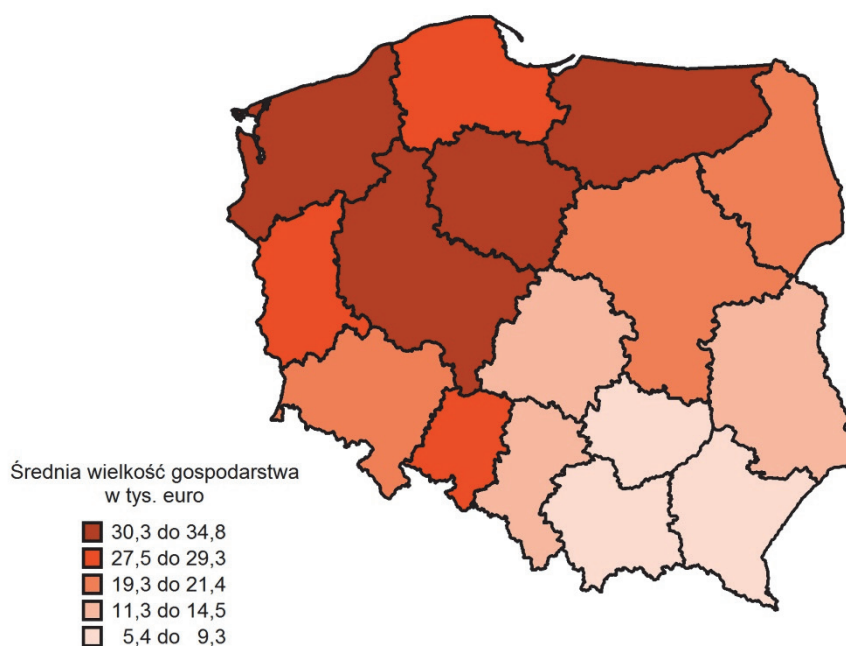 Średnia wielkość gospodarstwa
w tys. euro
30,3 do 34,8
27,5 do 29,3
19,3 do 21,4
11,3 do 14,5
5,4 do 9,3